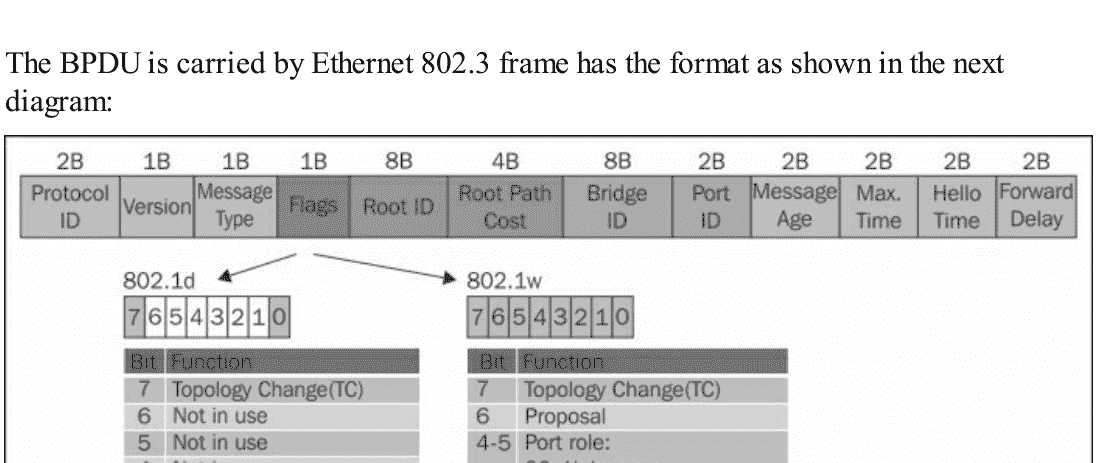 The BPDU is carried by Ethernet 802.3 frame has the format as shown in the next
diagram:
2B 1B 1B 1B 8B 4B 8B 2B 2B 2B 2B 2B
Protocol ID Version Message Type Flags Root ID Root Path Cost Bridge ID Port ID Message Age Max. Time Hello Time Forward Delay
802.1d 802.1w
7 6 5 4 3 2 1 0 7 6 5 4 3 2 1 0
Bit Function Bit Function
7 Topology Change(TC) 7 Topology Change(TC)
6 Not in use 6 Proposal
5 Not in use 4-5 Port role: